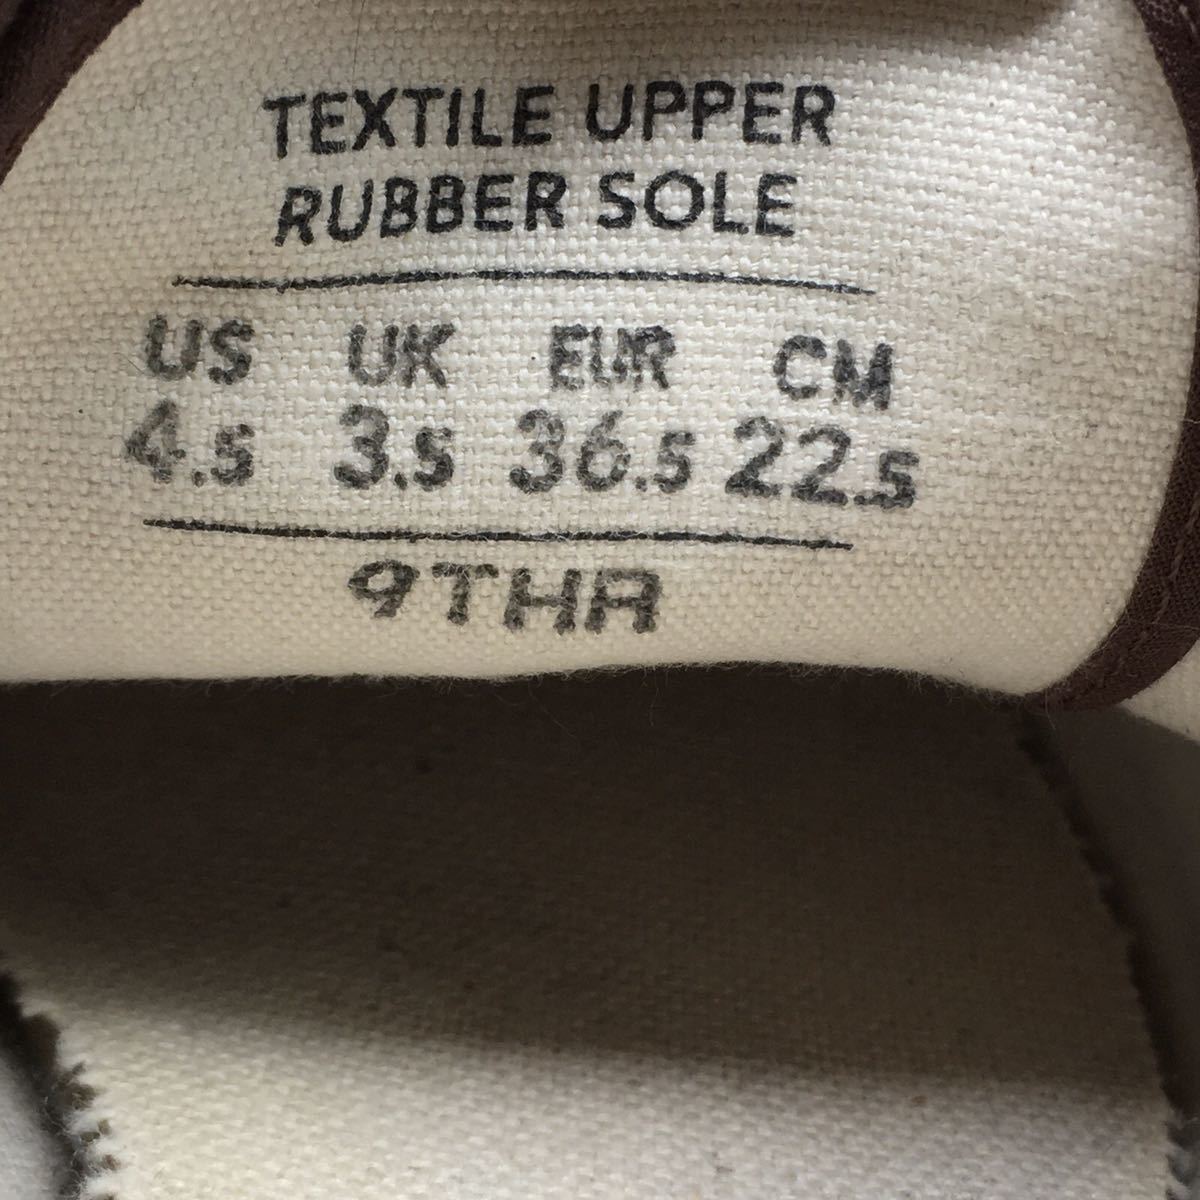 TEXTILE UPPER
RUBBER SOLE
US UK EUR CM
4.5 3.5 36.5 22.5
9THR